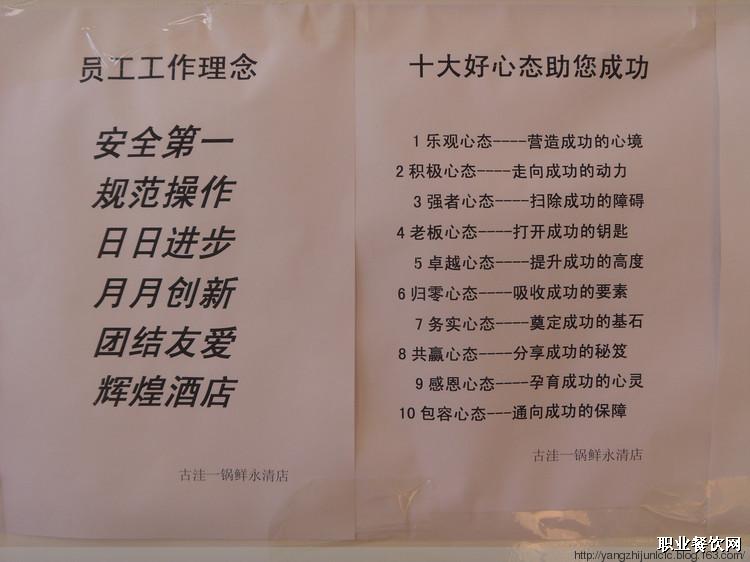 员工工作理念
安全第一
规范操作
日日进步
月月创新
团结友爱
辉煌酒店
古洼一锅鲜永清店
十大好心态助您成功
1 乐观心态----营造成功的心境
2 积极心态----走向成功的动力
3 强者心态----扫除成功的障碍
4 老板心态----打开成功的钥匙
5 卓越心态----提升成功的高度
6 归零心态----吸收成功的要素
7 务实心态----奠定成功的基石
8 共赢心态----分享成功的秘笈
9 感恩心态---孕育成功的心灵
10 包容心态----通向成功的保障
古洼一锅鲜永清店
职业餐饮网
http://yangzhijunlclc.blog.163.com/